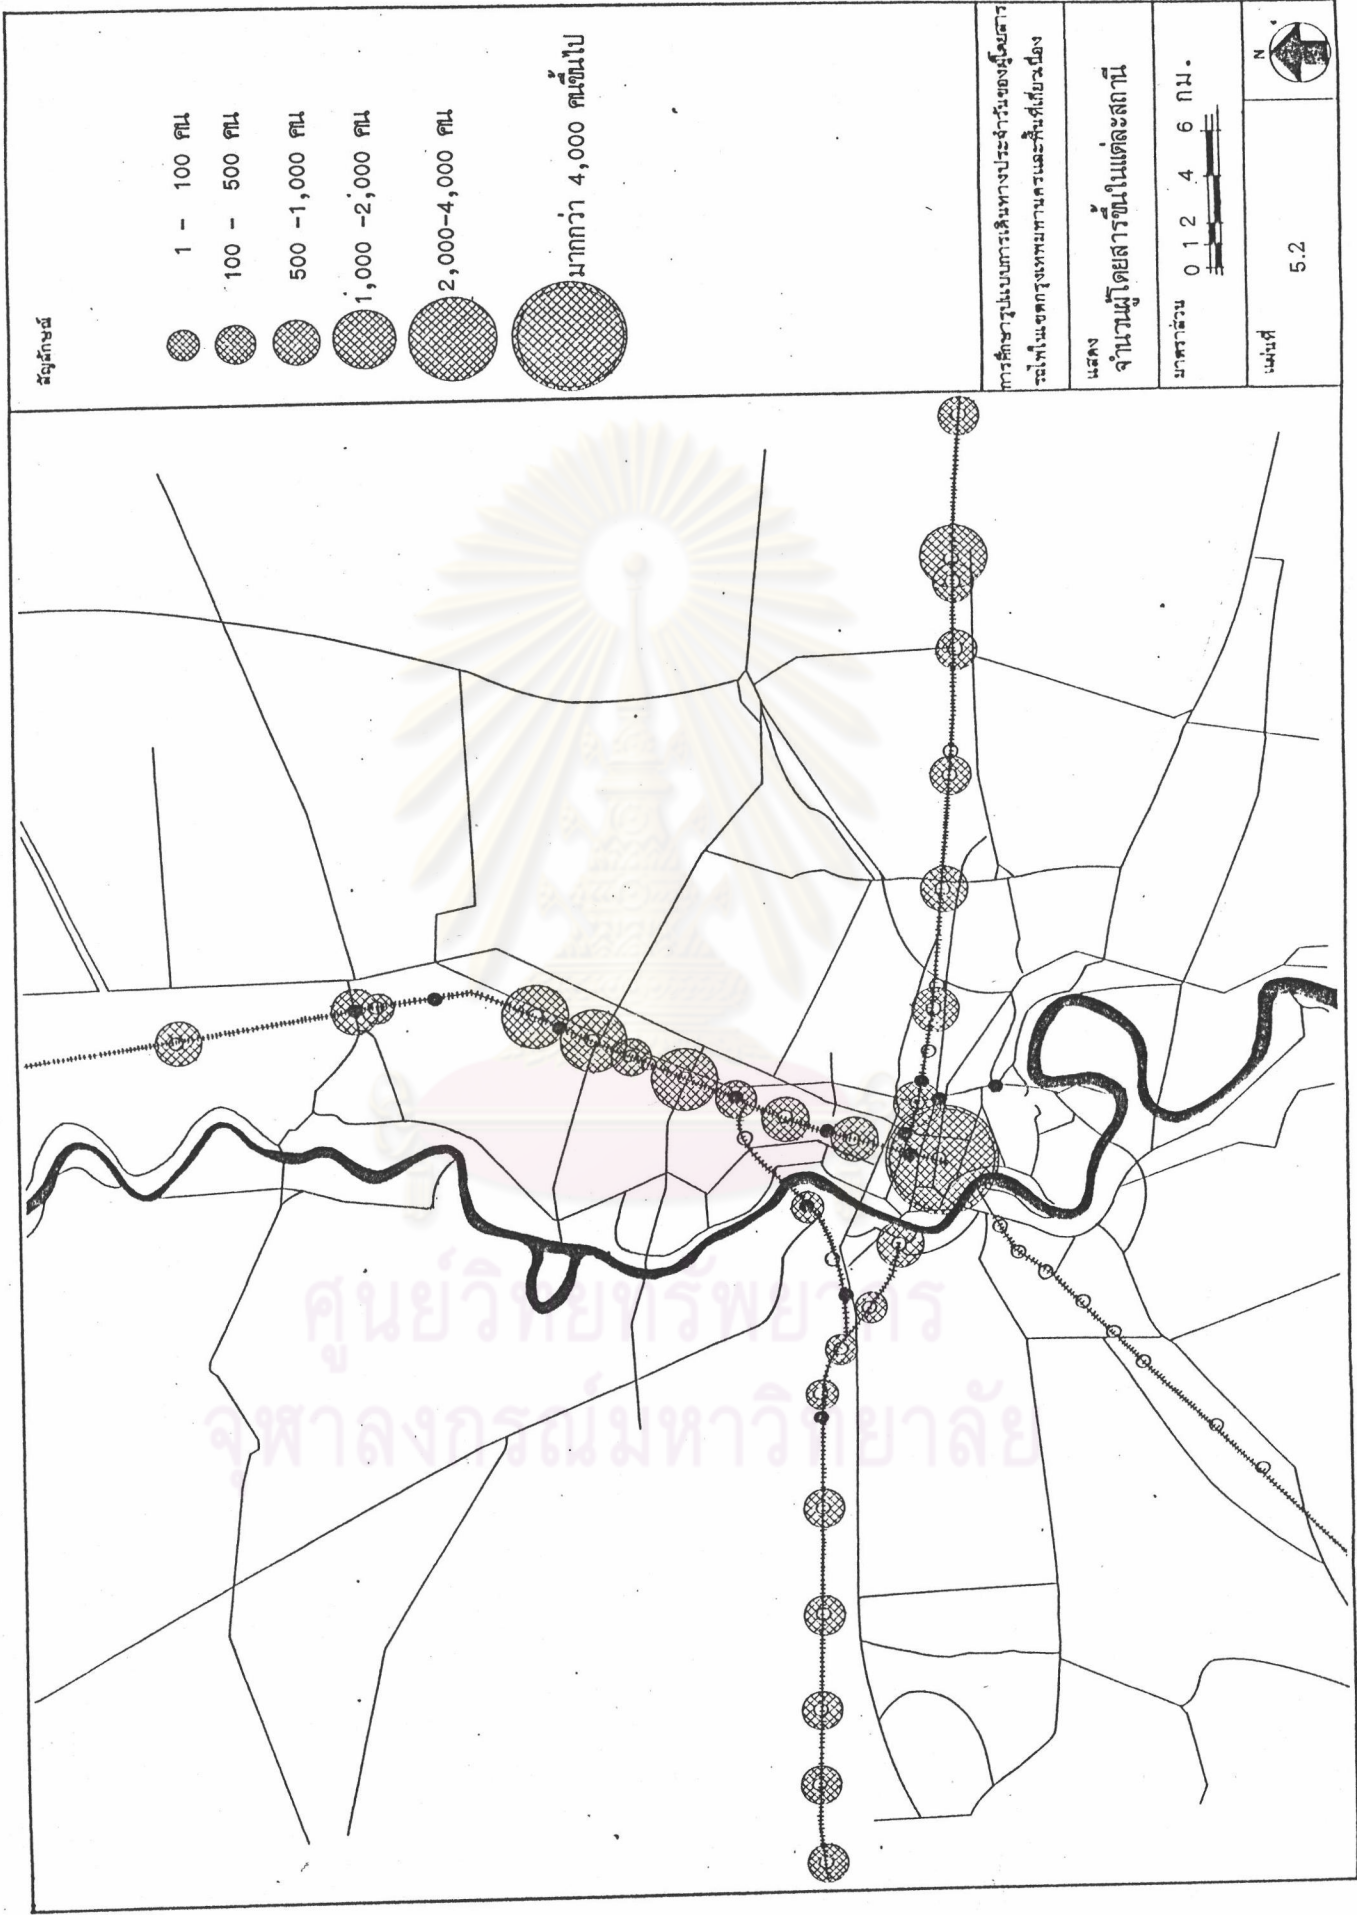 สัญลักษณ์
1 - 100 คน
100 - 500 คน
500 -1,000 คน
1,000 -2,000 คน
2,000-4,000 คน
มากกว่า 4,000 คนขึ้นไป
การศึกษารูปแบบการเดินทางประจำวันของผู้โดยสาร
รถไฟในเขตกรุงเทพมหานครและพื้นที่เกี่ยวเนื่อง
แสดง
จำนวนผู้โดยสารขึ้นในแต่ละสถานี
มาตราส่วน 0 1 2 4 6 กม.
แผ่นที่
5.2
N
ศูนย์วิทยทรัพยากร
จุฬาลงกรณ์มหาวิทยาลัย